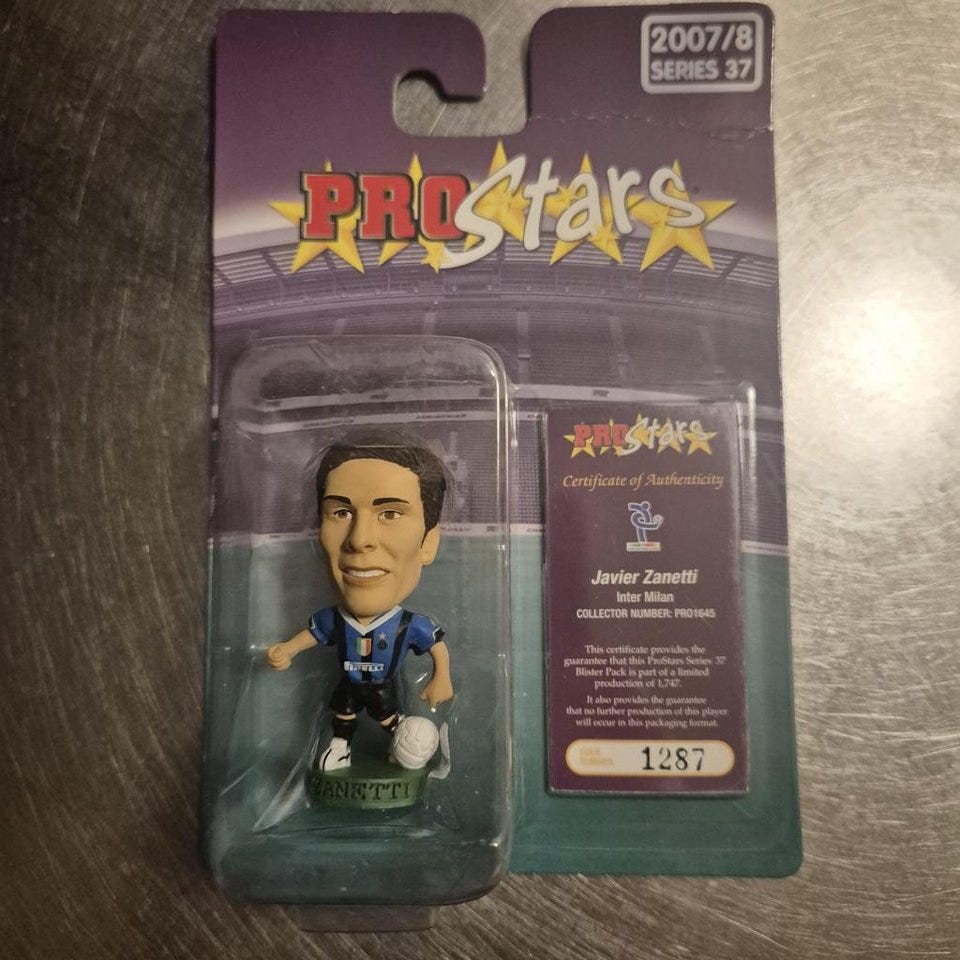 2007/8
SERIES 37
PROStars
PROStars
Certificate of Authenticity
Javier Zanetti
Inter Milan
COLLECTOR NUMBER: PRO1645
This certificate provides the
guarantee that this ProStars Series 37
Blister Pack is part of a limited
production of 1,747.
It also provides the guarantee
that no further production of this player
will occur in this packaging format.
1287
PIRELLI
ZANETTI